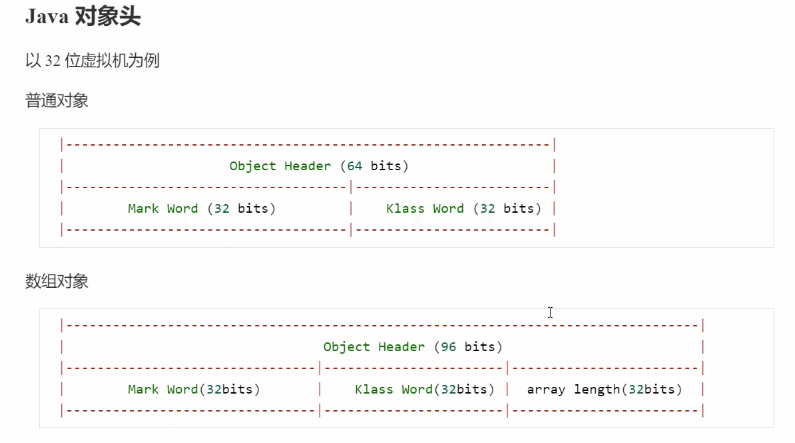 Java 对象头
以 32 位虚拟机为例
普通对象
|--------------------------------------------------------------|
| Object Header (64 bits) |
|------------------------------------|-------------------------|
| Mark Word (32 bits) | Klass Word (32 bits) |
|------------------------------------|-------------------------|
数组对象
|---------------------------------------------------------------------------------|
| Object Header (96 bits) |
|--------------------------------|-----------------------|------------------------|
| Mark Word(32bits) | Klass Word(32bits) | array length(32bits) |
|--------------------------------|-----------------------|------------------------|